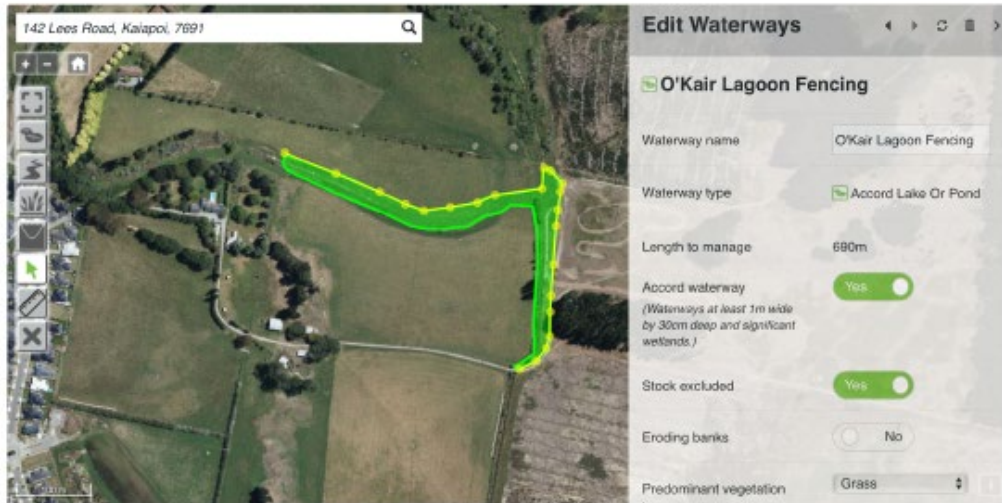 142 Lees Road, Kaiapoi, 7691
Edit Waterways
O'Kair Lagoon Fencing
Waterway name
O'Kair Lagoon Fencing
Waterway type
Accord Lake Or Pond
Length to manage
690m
Accord waterway
Yes
(Waterways at least 1m wide
by 30cm deep and significant
wetlands.)
Stock excluded
Yes
Eroding banks
No
Predominant vegetation
Grass